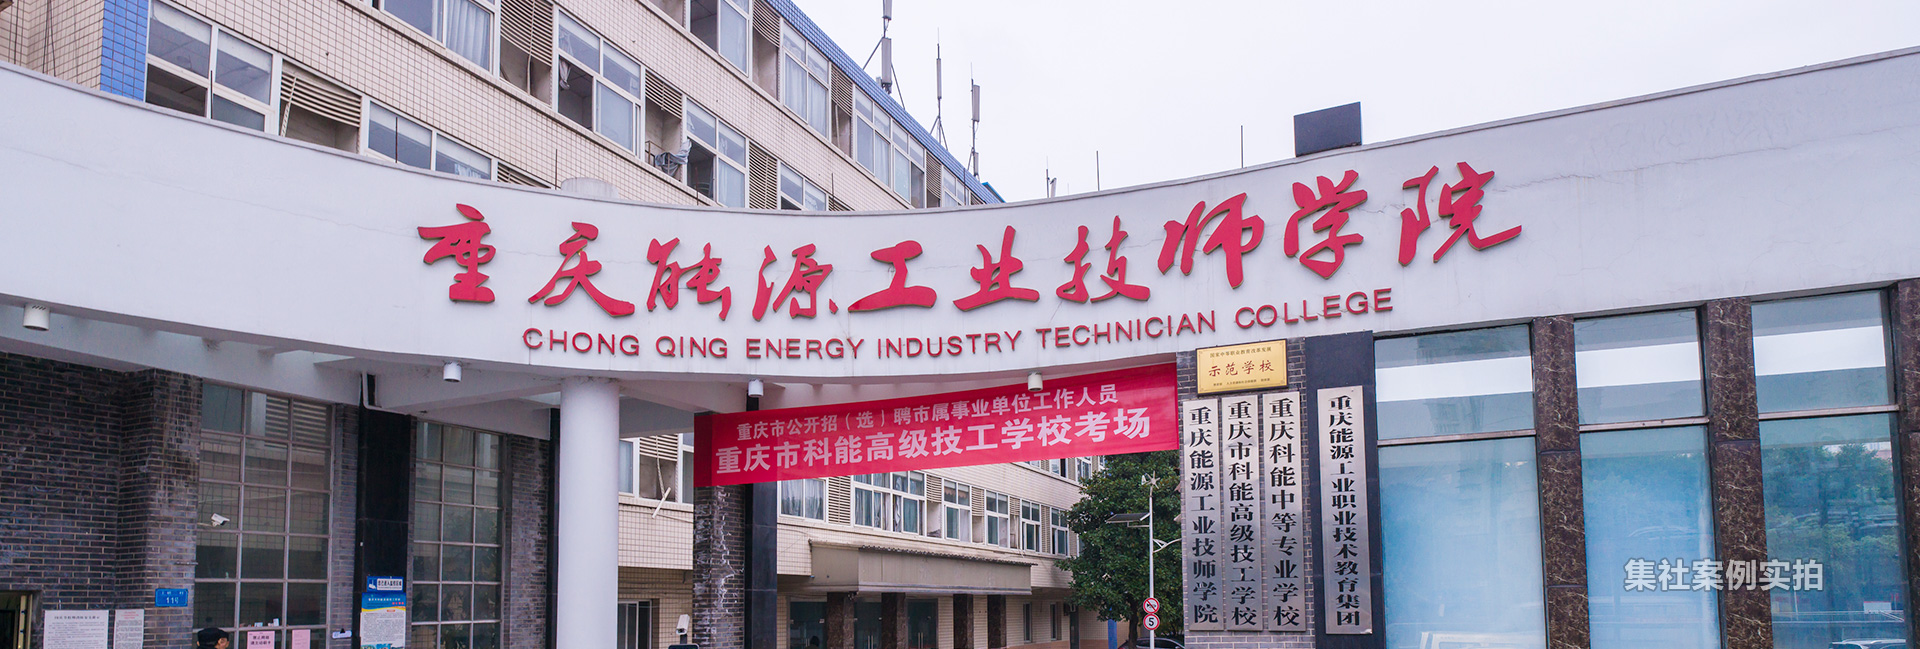 重庆能源工业技师学院
CHONG QING ENERGY INDUSTRY TECHNICIAN COLLEGE
重庆市公开招（选）聘市属事业单位工作人员
重庆市科能高级技工学校考场
示范学校
重庆能源工业技师学院
重庆市科能高级技工学校
重庆科能中等专业学校
重庆能源工业职业技术教育集团
5
集社案例实拍